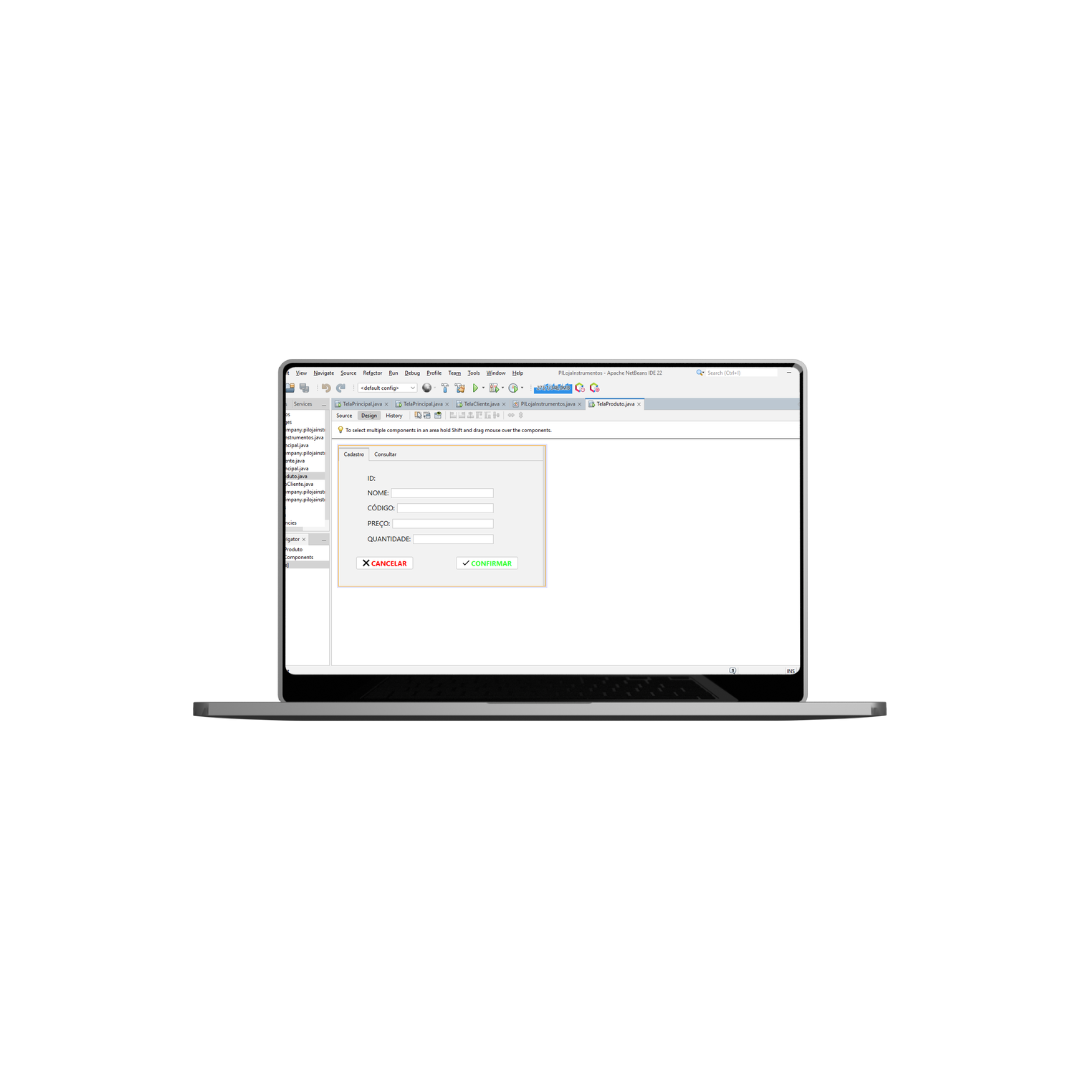 View Navigate Source Refactor Run Debug Profile Team Tools Window Help PILojaInstrumentos - Apache NetBeans IDE 22 Search (Ctrl+I)
<default config>
Services
TelaPrincipal.java TelaPrincipal.java TelaCliente.java PILojaInstrumentos.java TelaProduto.java
Source Design History
To select multiple components in an area hold Shift and drag mouse over the components.
mpany.pilojainst
nstrumentos.java
ncipal.java
mpany.pilojainst
ente.java
ncipal.java
duto.java
Cliente.java
mpany.pilojainst
mpany.pilojainst
ncies
igator
Produto
Components
Cadastro Consultar
ID:
NOME:
CÓDIGO:
PREÇO:
QUANTIDADE:
CANCELAR CONFIRMAR
INS